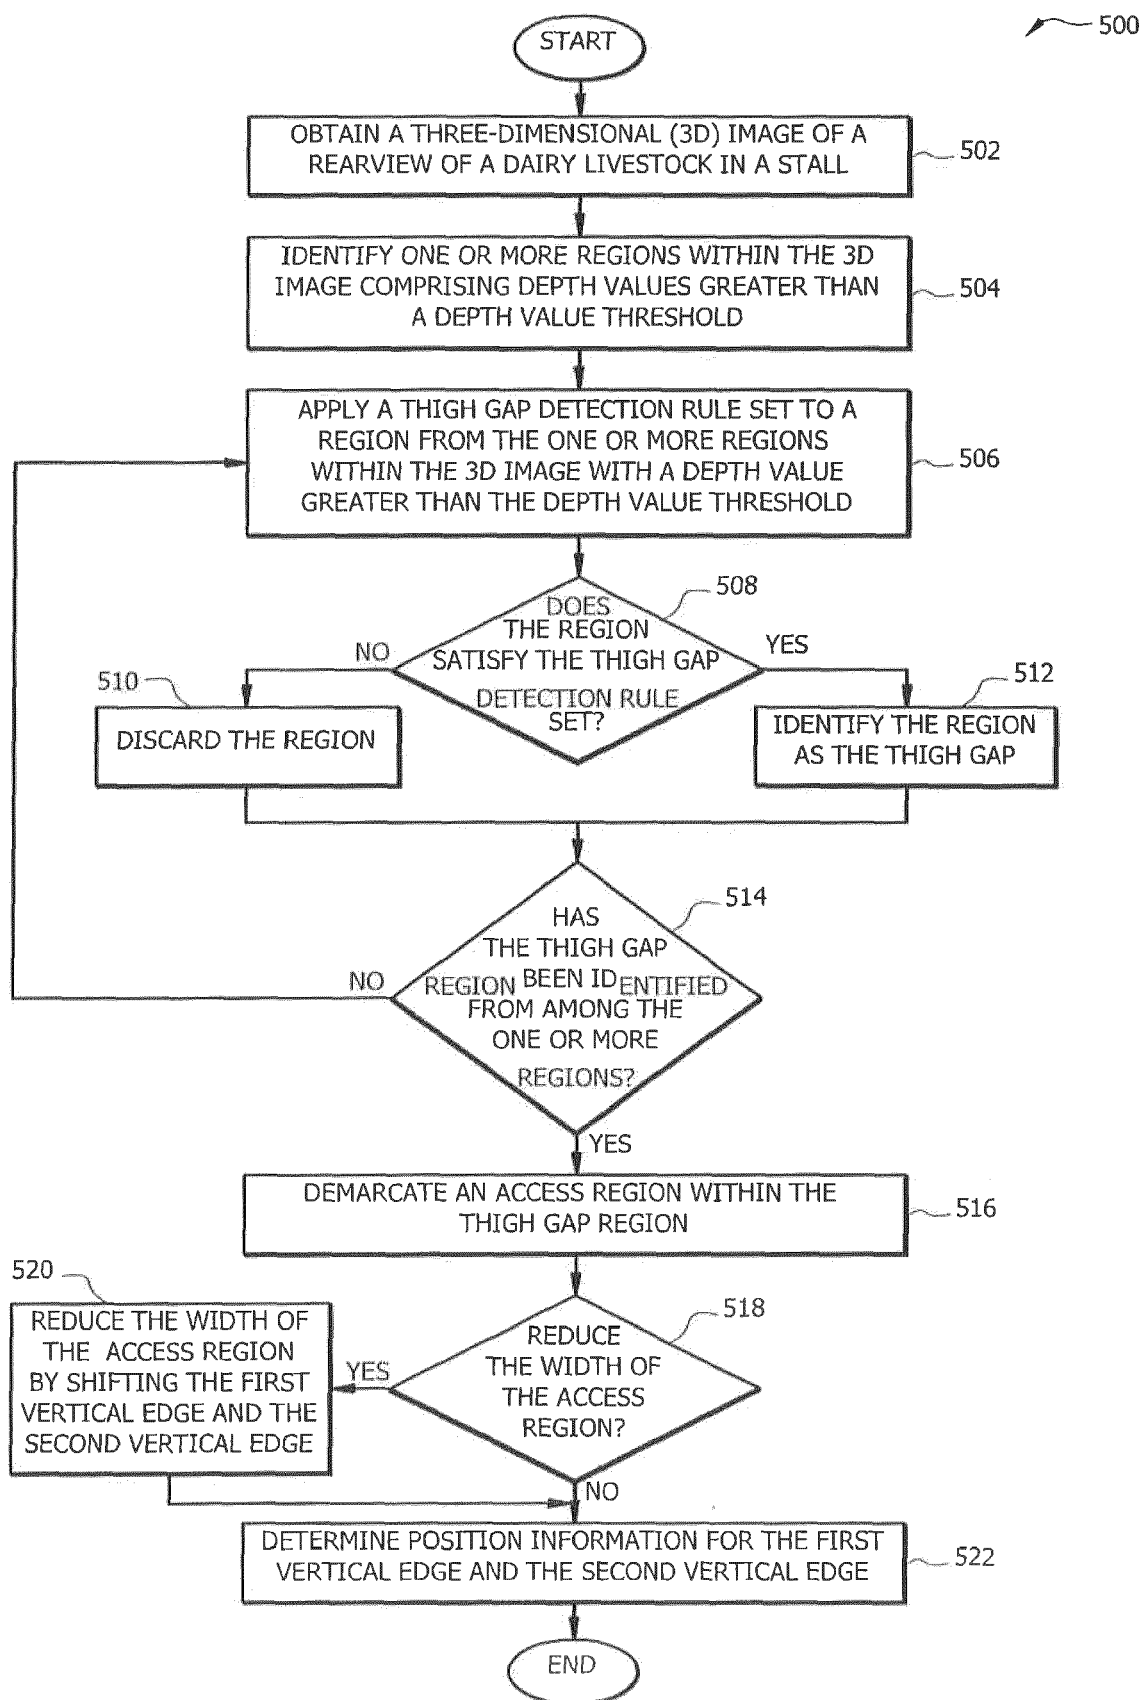 500
START
OBTAIN A THREE-DIMENSIONAL (3D) IMAGE OF A
REARVIEW OF A DAIRY LIVESTOCK IN A STALL
502
IDENTIFY ONE OR MORE REGIONS WITHIN THE 3D
IMAGE COMPRISING DEPTH VALUES GREATER THAN
A DEPTH VALUE THRESHOLD
504
APPLY A THIGH GAP DETECTION RULE SET TO A
REGION FROM THE ONE OR MORE REGIONS
WITHIN THE 3D IMAGE WITH A DEPTH VALUE
GREATER THAN THE DEPTH VALUE THRESHOLD
506
508
DOES
THE REGION
SATISFY THE THIGH GAP
DETECTION RULE
SET?
NO
YES
510
DISCARD THE REGION
512
IDENTIFY THE REGION
AS THE THIGH GAP
514
HAS
THE THIGH GAP
REGION BEEN IDENTIFIED
FROM AMONG THE
ONE OR MORE
REGIONS?
NO
YES
DEMARCATE AN ACCESS REGION WITHIN THE
THIGH GAP REGION
516
518
REDUCE
THE WIDTH OF
THE ACCESS
REGION?
YES
NO
520
REDUCE THE WIDTH OF
THE ACCESS REGION
BY SHIFTING THE FIRST
VERTICAL EDGE AND THE
SECOND VERTICAL EDGE
DETERMINE POSITION INFORMATION FOR THE FIRST
VERTICAL EDGE AND THE SECOND VERTICAL EDGE
522
END